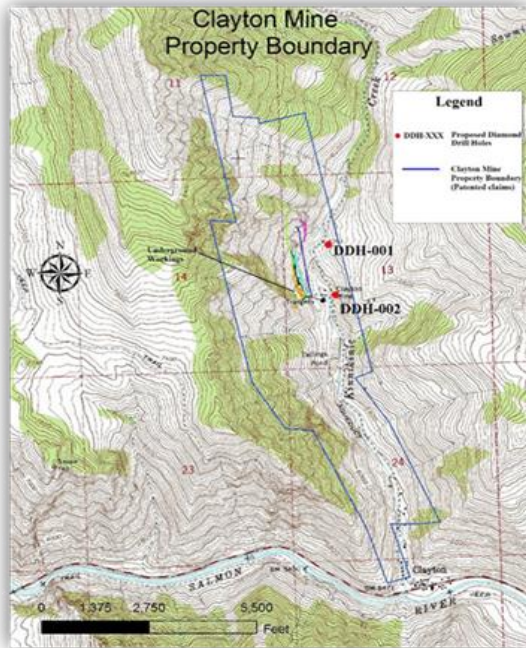 Clayton Mine
Property Boundary
11
12
Creek
Legend
DDH-XXX Proposed Diamond
Drill Holes
Clayton Mine
Property Boundary
(Patented claims)
Underground
Workings
DDH-001
14
13
DDH-002
Kinnikinic
23
24
Clayton
SALMON
RIVER
0 1,375 2,750 5,500
Feet
N
W
E
S